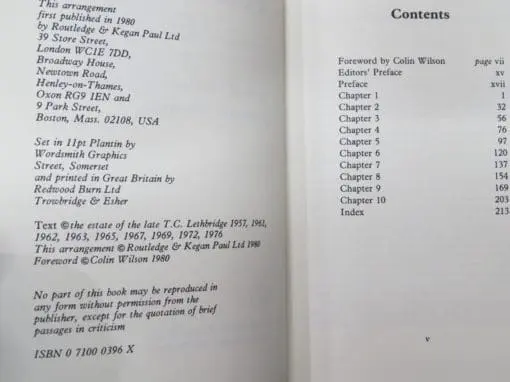 This arrangement
first published in 1980
by Routledge & Kegan Paul Ltd
39 Store Street,
London WC1E 7DD,
Broadway House,
Newtown Road,
Henley-on-Thames,
Oxon RG9 1EN and
9 Park Street,
Boston, Mass. 02108, USA
Set in 11pt Plantin by
Wordsmith Graphics
Street, Somerset
and printed in Great Britain by
Redwood Burn Ltd
Trowbridge & Esher
Text © the estate of the late T.C. Lethbridge 1957, 1961,
1962, 1963, 1965, 1967, 1969, 1972, 1976
This arrangement © Routledge & Kegan Paul Ltd 1980
Foreword © Colin Wilson 1980
No part of this book may be reproduced in
any form without permission from the
publisher, except for the quotation of brief
passages in criticism
ISBN 0 7100 0396 X
Contents
Foreword by Colin Wilson page vii
Editors' Preface xv
Preface xvii
Chapter 1 1
Chapter 2 32
Chapter 3 56
Chapter 4 76
Chapter 5 97
Chapter 6 120
Chapter 7 137
Chapter 8 154
Chapter 9 169
Chapter 10 203
Index 213
v